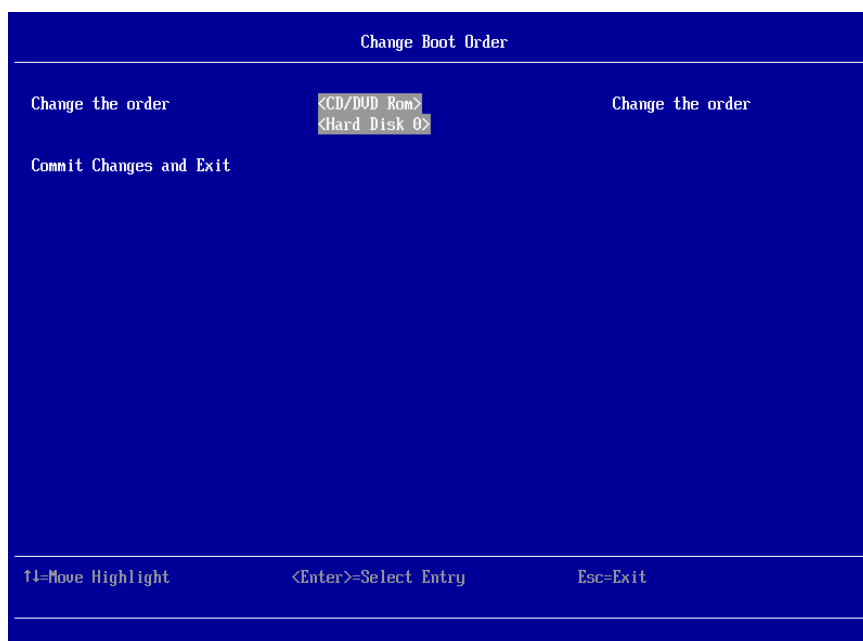 Change Boot Order
Change the order <CD/DVD Rom> Change the order
<Hard Disk 0>
Commit Changes and Exit
↑↓=Move Highlight <Enter>=Select Entry Esc=Exit